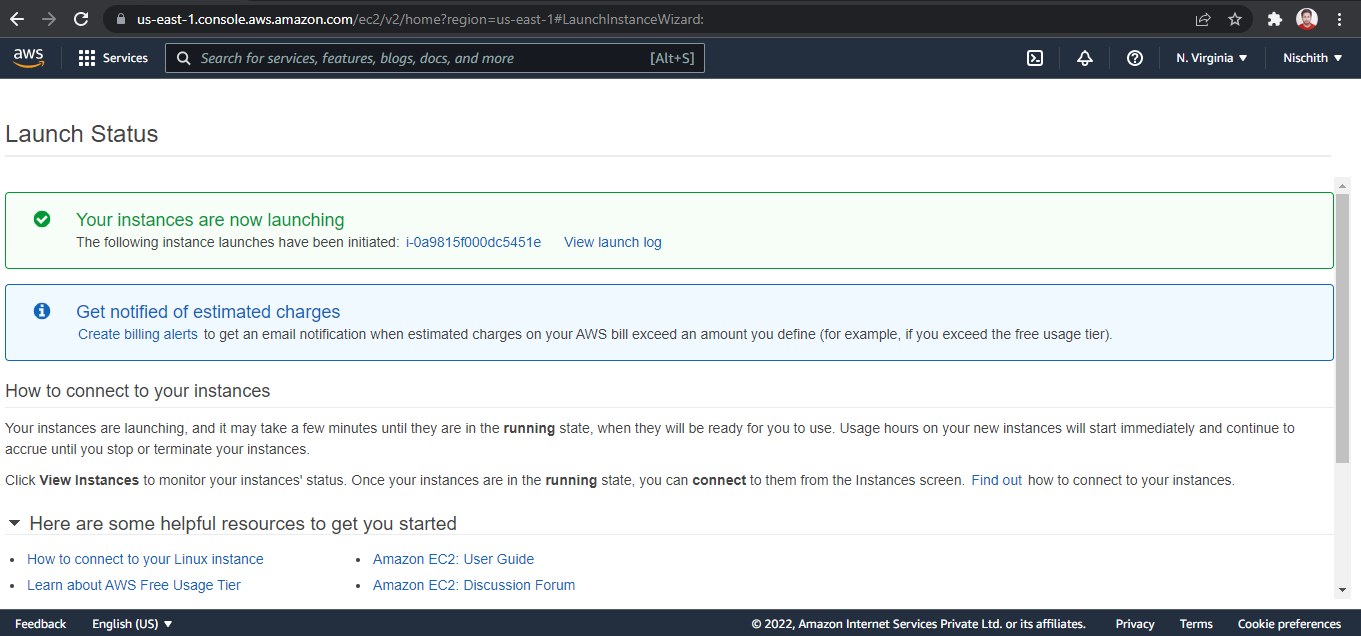 us-east-1.console.aws.amazon.com/ec2/v2/home?region=us-east-1#LaunchInstanceWizard:
aws Services Search for services, features, blogs, docs, and more [Alt+S] N. Virginia Nischith
Launch Status
Your instances are now launching
The following instance launches have been initiated: i-0a9815f000dc5451e View launch log
Get notified of estimated charges
Create billing alerts to get an email notification when estimated charges on your AWS bill exceed an amount you define (for example, if you exceed the free usage tier).
How to connect to your instances
Your instances are launching, and it may take a few minutes until they are in the running state, when they will be ready for you to use. Usage hours on your new instances will start immediately and continue to
accrue until you stop or terminate your instances.
Click View Instances to monitor your instances' status. Once your instances are in the running state, you can connect to them from the Instances screen. Find out how to connect to your instances.
Here are some helpful resources to get you started
• How to connect to your Linux instance • Amazon EC2: User Guide
• Learn about AWS Free Usage Tier • Amazon EC2: Discussion Forum
Feedback English (US) © 2022, Amazon Internet Services Private Ltd. or its affiliates. Privacy Terms Cookie preferences